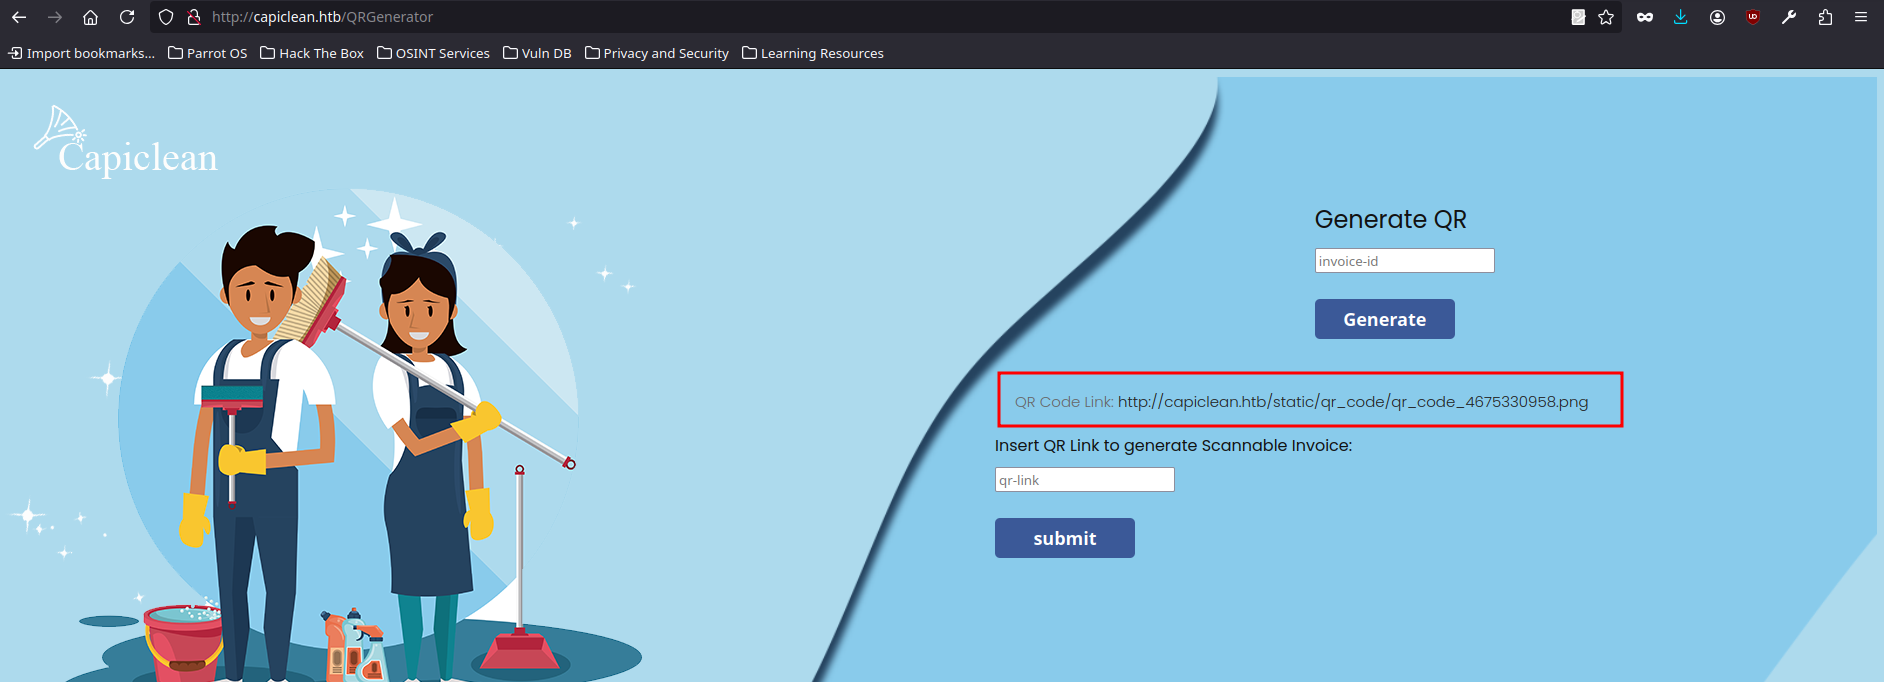 http://capiclean.htb/QRGenerator
Import bookmarks... Parrot OS Hack The Box OSINT Services Vuln DB Privacy and Security Learning Resources
Capiclean
Generate QR
invoice-id
Generate
QR Code Link: http://capiclean.htb/static/qr_code/qr_code_4675330958.png
Insert QR Link to generate Scannable Invoice:
qr-link
submit